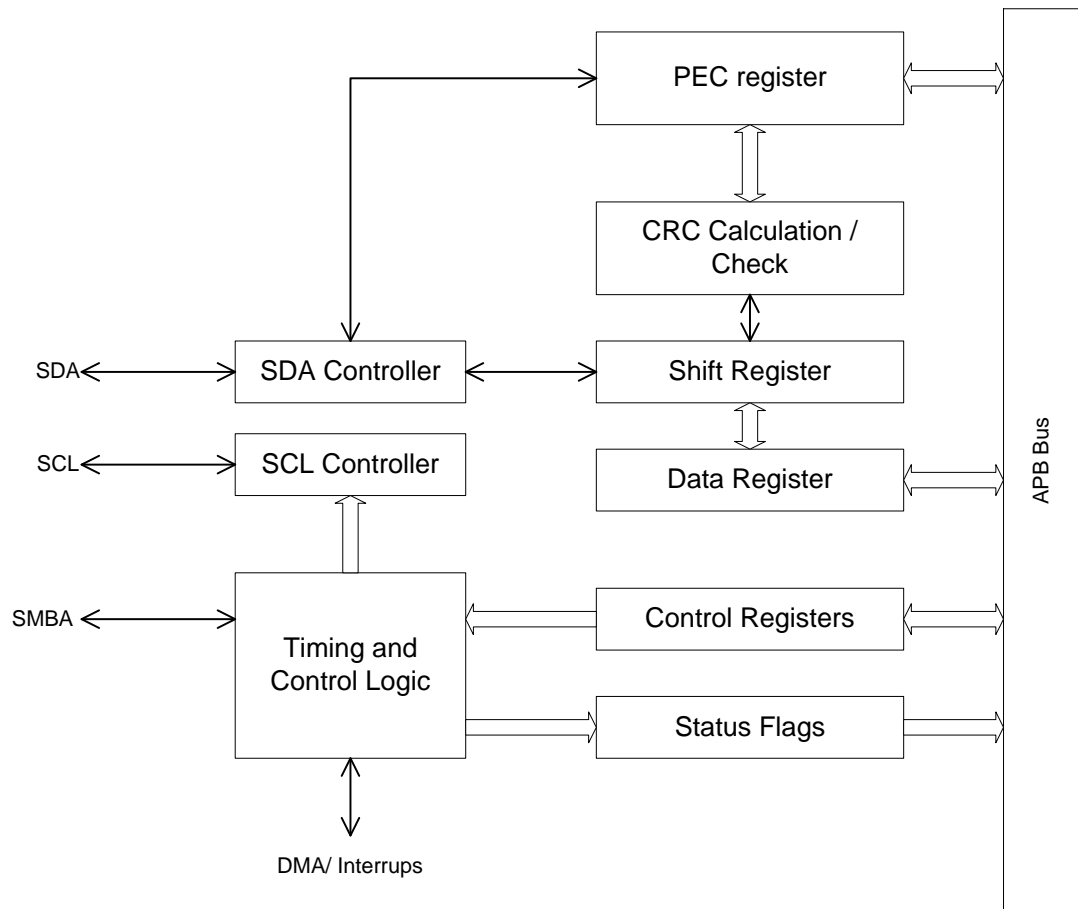 PEC register
CRC Calculation /
Check
SDA
SDA Controller
Shift Register
SCL
SCL Controller
Data Register
APB Bus
SMBA
Timing and
Control Logic
Control Registers
Status Flags
DMA/ Interrups